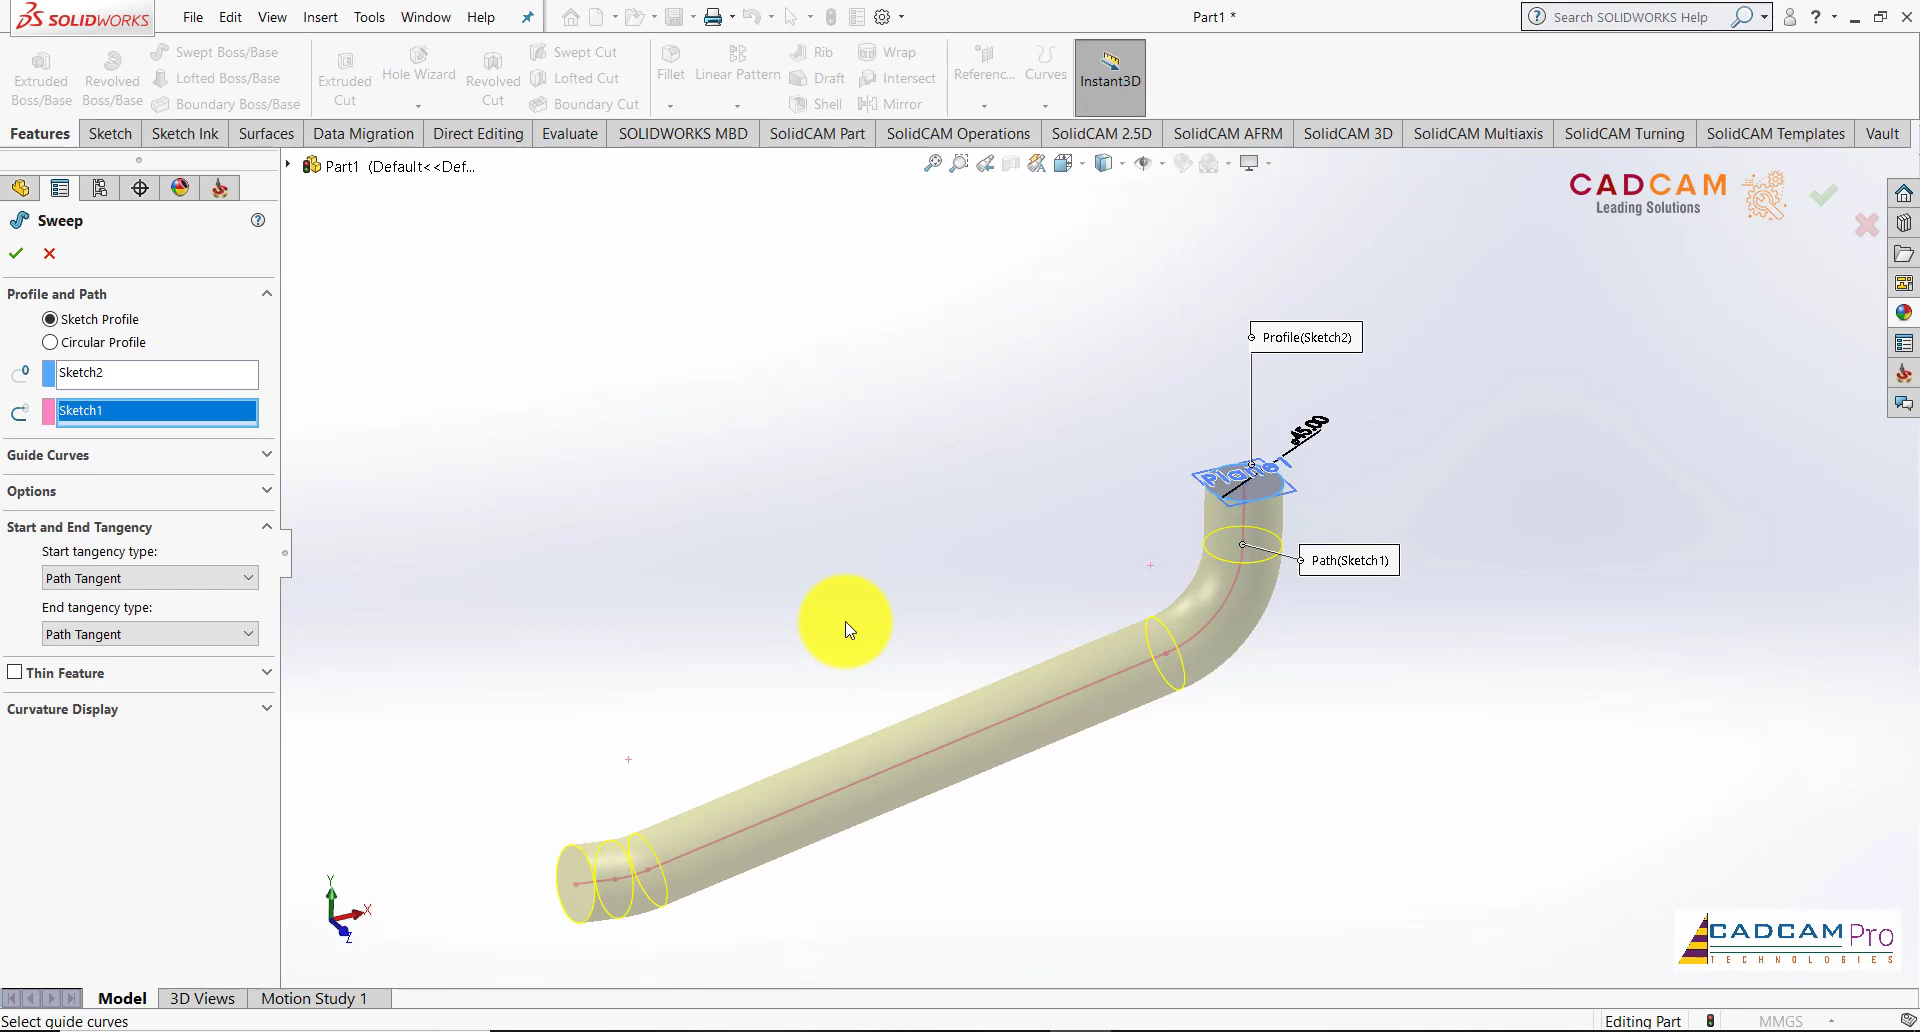 SOLIDWORKS
File Edit View Insert Tools Window Help
Part1 *
Search SOLIDWORKS Help
?
Extruded Boss/Base
Revolved Boss/Base
Swept Boss/Base
Lofted Boss/Base
Boundary Boss/Base
Extruded Cut
Hole Wizard
Revolved Cut
Swept Cut
Lofted Cut
Boundary Cut
Fillet
Linear Pattern
Rib
Draft
Shell
Wrap
Intersect
Mirror
Referenc...
Curves
Instant3D
Features Sketch Sketch Ink Surfaces Data Migration Direct Editing Evaluate SOLIDWORKS MBD SolidCAM Part SolidCAM Operations SolidCAM 2.5D SolidCAM AFRM SolidCAM 3D SolidCAM Multiaxis SolidCAM Turning SolidCAM Templates Vault
Part1 (Default<<Def...
CADCAM
Leading Solutions
Sweep
?
Profile and Path
Sketch Profile
Circular Profile
Sketch2
Sketch1
Guide Curves
Options
Start and End Tangency
Start tangency type:
Path Tangent
End tangency type:
Path Tangent
Thin Feature
Curvature Display
Profile(Sketch2)
⌀45.00
Plane1
Path(Sketch1)
Y
X
Z
CADCAM Pro
TECHNOLOGIES
Model 3D Views Motion Study 1
Select guide curves
Editing Part
MMGS